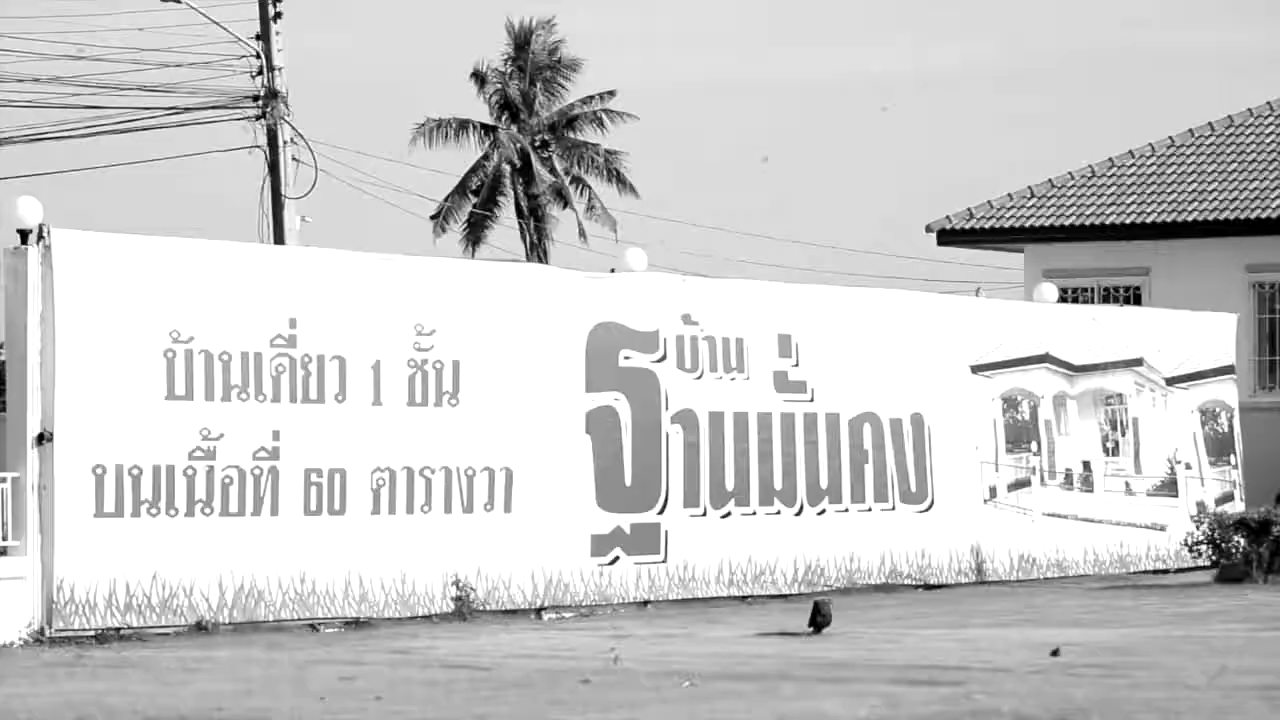 บ้านเดี่ยว 1 ชั้น
บนเนื้อที่ 60 ตารางวา
บ้าน
ฐานมั่นคง